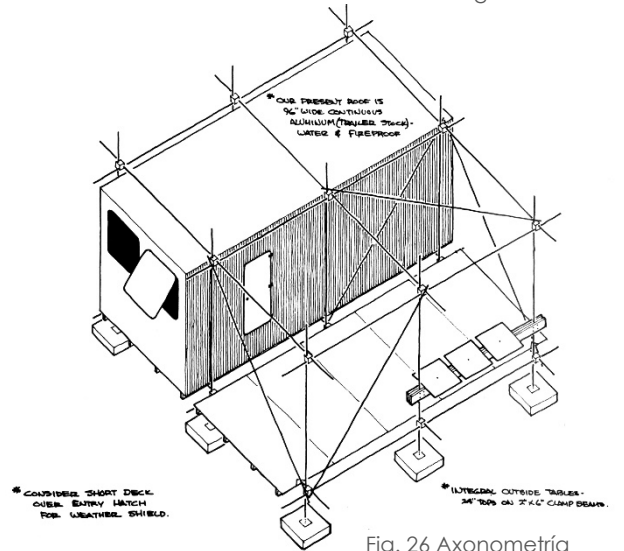 * OUR PRESENT ROOF IS
96" WIDE CONTINUOUS
ALUMINUM (TRAILER STOCK)-
WATER & FIREPROOF
* CONSIDER SHORT DECK
OVER ENTRY HATCH
FOR WEATHER SHIELD.
* INTEGRAL OUTSIDE TABLES-
24" TOPS ON 2"x6" CLAMP BEAMS.
Fig. 26 Axonometría